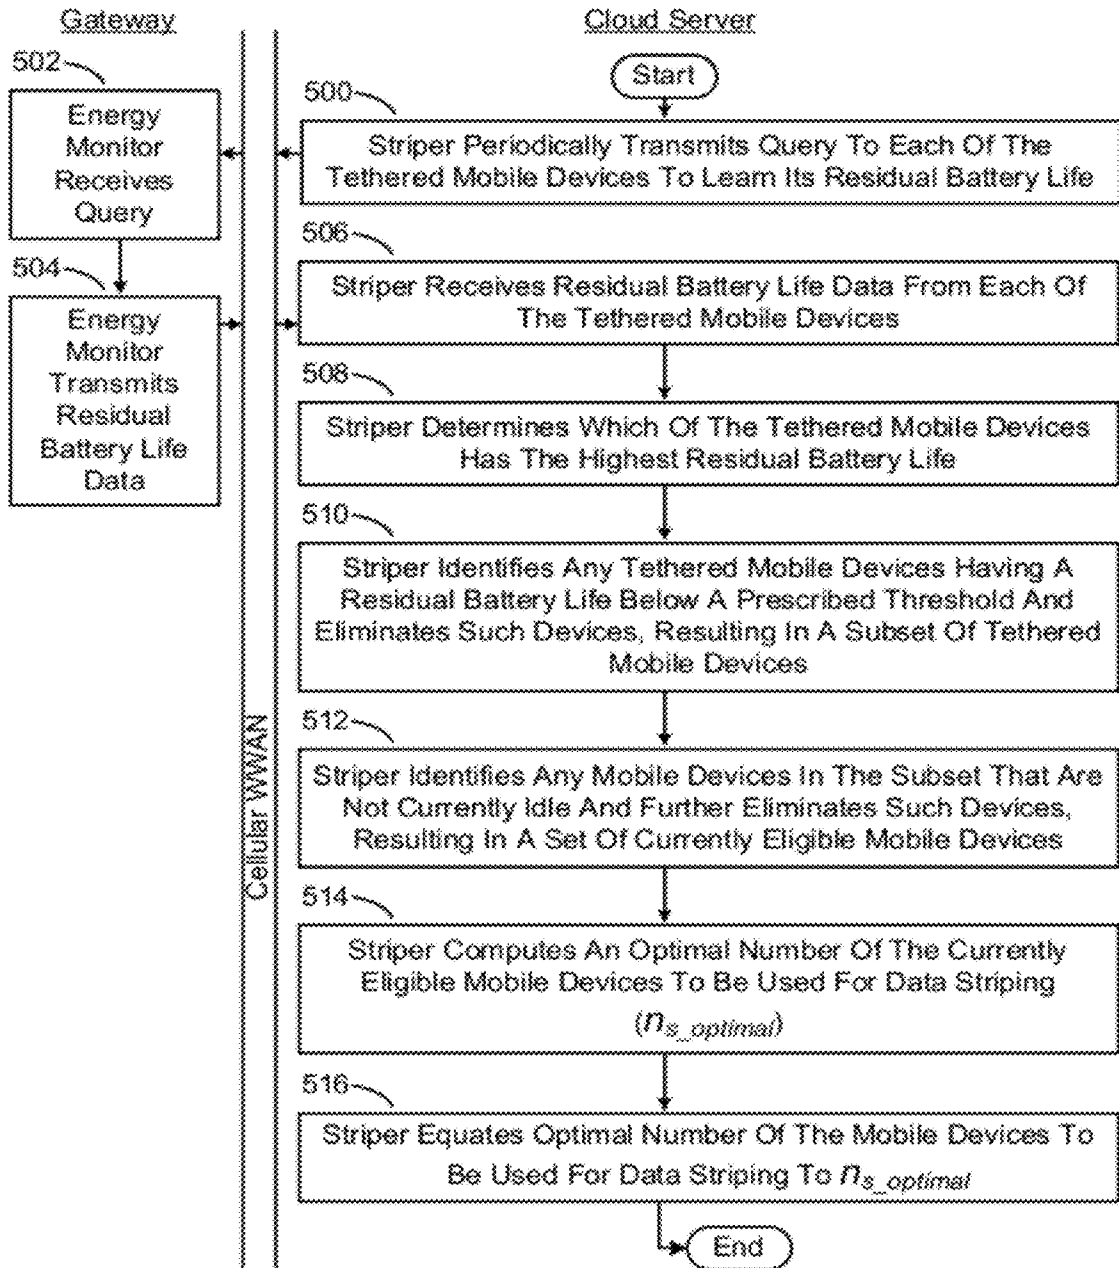 Gateway
Cloud Server
Start
502
Energy
Monitor
Receives
Query
500
Striper Periodically Transmits Query To Each Of The
Tethered Mobile Devices To Learn Its Residual Battery Life
504
Energy
Monitor
Transmits
Residual
Battery Life
Data
506
Striper Receives Residual Battery Life Data From Each Of
The Tethered Mobile Devices
508
Striper Determines Which Of The Tethered Mobile Devices
Has The Highest Residual Battery Life
510
Striper Identifies Any Tethered Mobile Devices Having A
Residual Battery Life Below A Prescribed Threshold And
Eliminates Such Devices, Resulting In A Subset Of Tethered
Mobile Devices
Cellular WWAN
512
Striper Identifies Any Mobile Devices In The Subset That Are
Not Currently Idle And Further Eliminates Such Devices,
Resulting In A Set Of Currently Eligible Mobile Devices
514
Striper Computes An Optimal Number Of The Currently
Eligible Mobile Devices To Be Used For Data Striping
(n_s_optimal)
516
Striper Equates Optimal Number Of The Mobile Devices To
Be Used For Data Striping To n_s_optimal
End